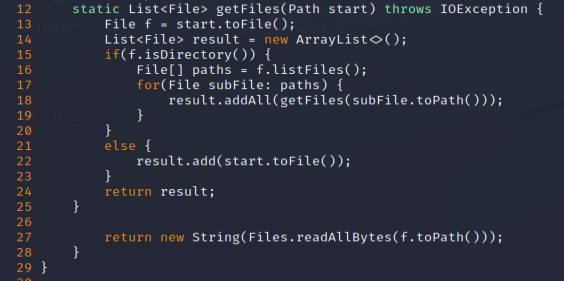 12     static List<File> getFiles(Path start) throws IOException {
13         File f = start.toFile();
14         List<File> result = new ArrayList<>();
15         if(f.isDirectory()) {
16             File[] paths = f.listFiles();
17             for(File subFile: paths) {
18                 result.addAll(getFiles(subFile.toPath()));
19             }
20         }
21         else {
22             result.add(start.toFile());
23         }
24         return result;
25     }
26
27         return new String(Files.readAllBytes(f.toPath()));
28     }
29 }